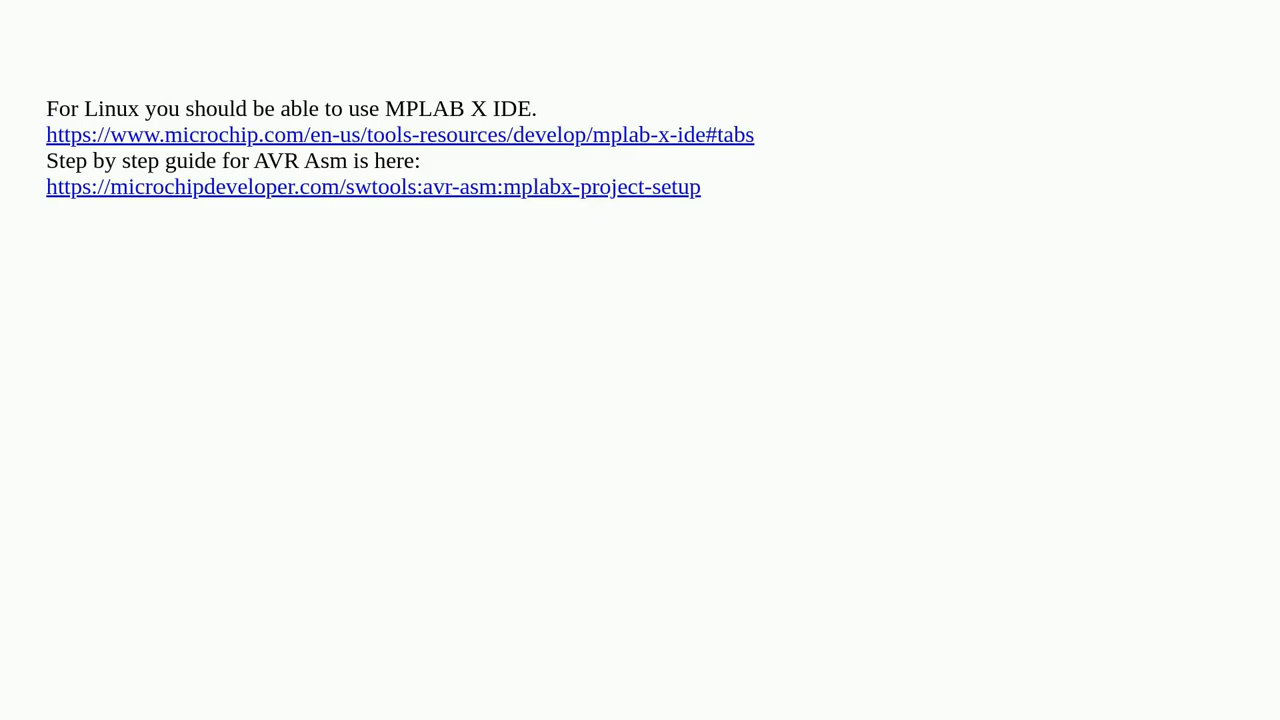 For Linux you should be able to use MPLAB X IDE.
https://www.microchip.com/en-us/tools-resources/develop/mplab-x-ide#tabs
Step by step guide for AVR Asm is here:
https://microchipdeveloper.com/swtools:avr-asm:mplabx-project-setup